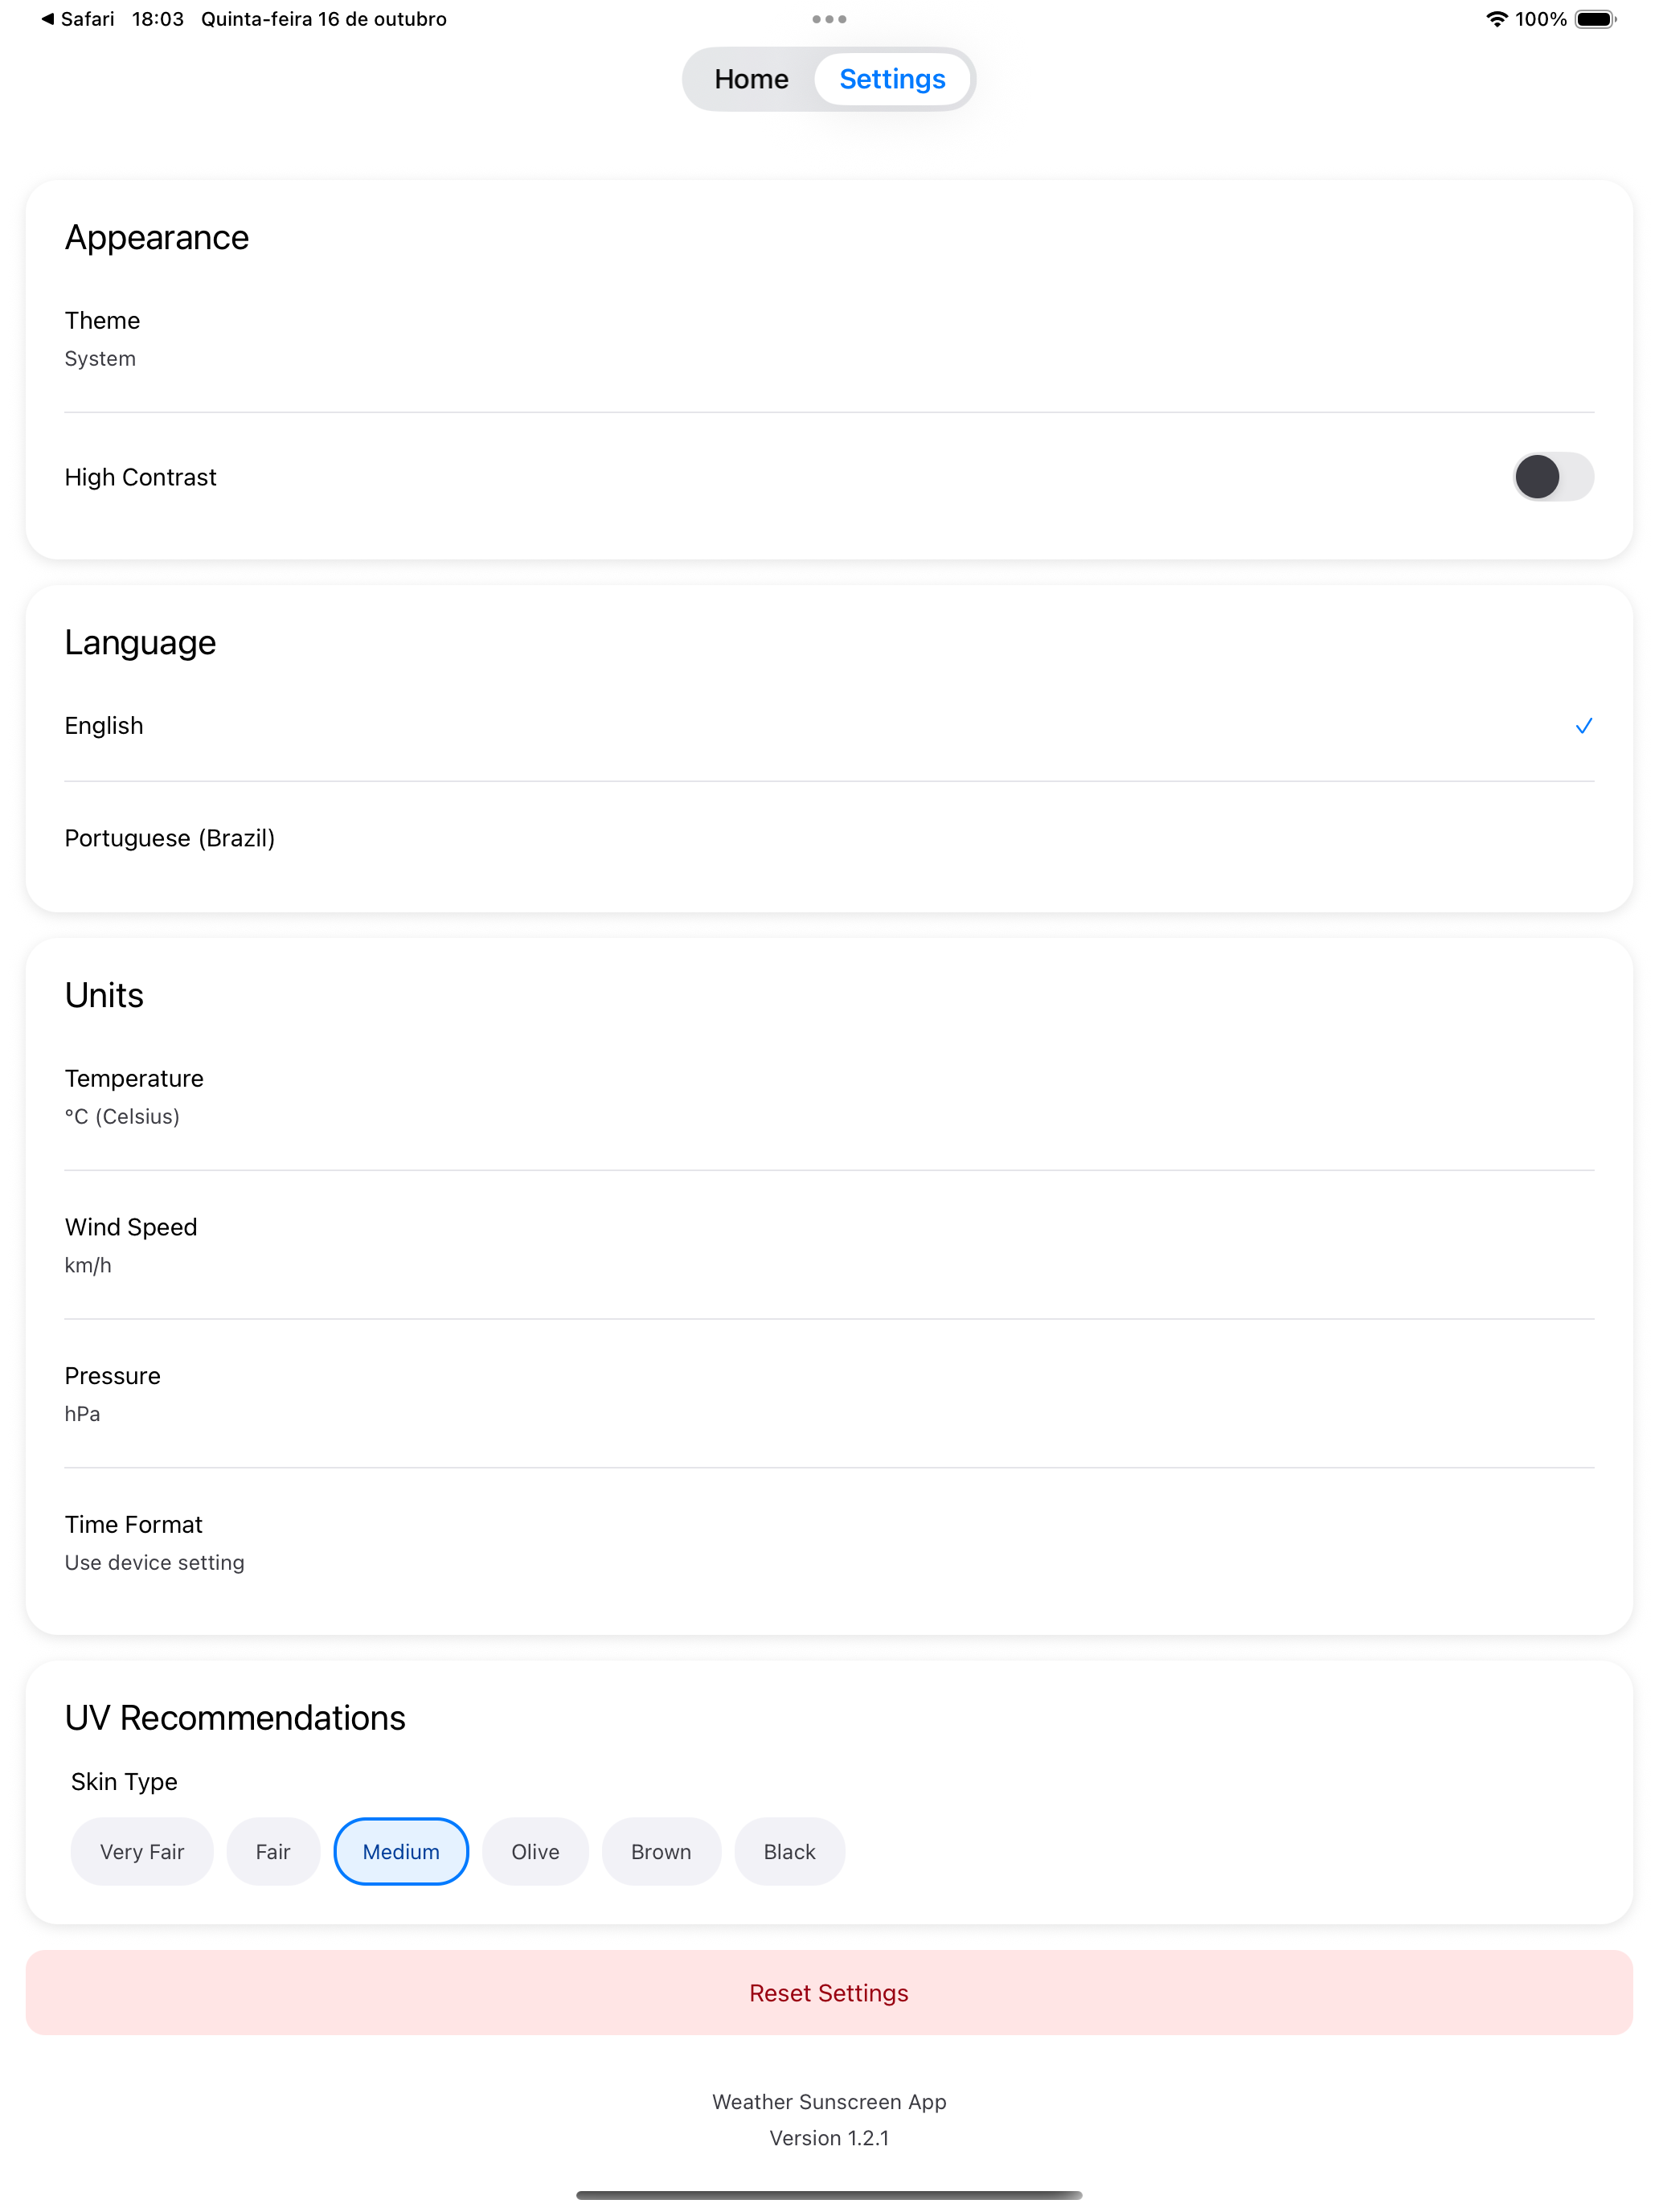 Safari 18:03 Quinta-feira 16 de outubro 100%
Home Settings
Appearance
Theme
System
High Contrast
Language
English
Portuguese (Brazil)
Units
Temperature
°C (Celsius)
Wind Speed
km/h
Pressure
hPa
Time Format
Use device setting
UV Recommendations
Skin Type
Very Fair Fair Medium Olive Brown Black
Reset Settings
Weather Sunscreen App
Version 1.2.1